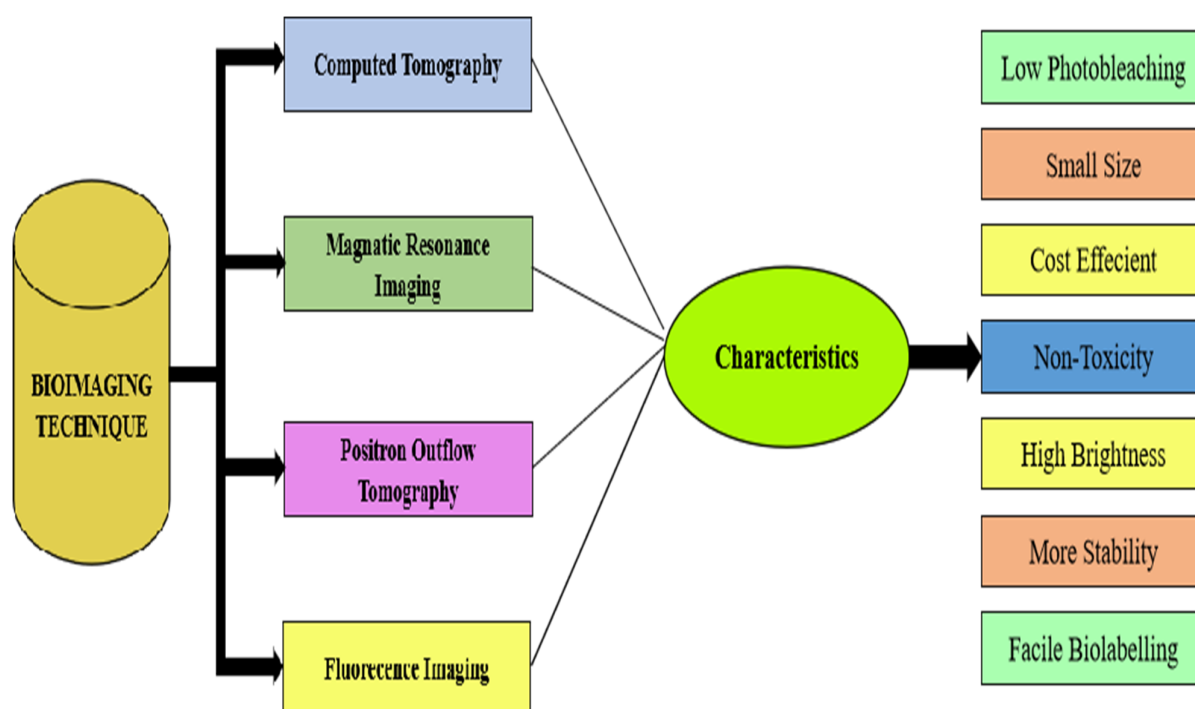 BIOIMAGING
TECHNIQUE
Computed Tomography
Magnatic Resonance
Imaging
Positron Outflow
Tomography
Fluorecence Imaging
Characteristics
Low Photobleaching
Small Size
Cost Effecient
Non-Toxicity
High Brightness
More Stability
Facile Biolabelling